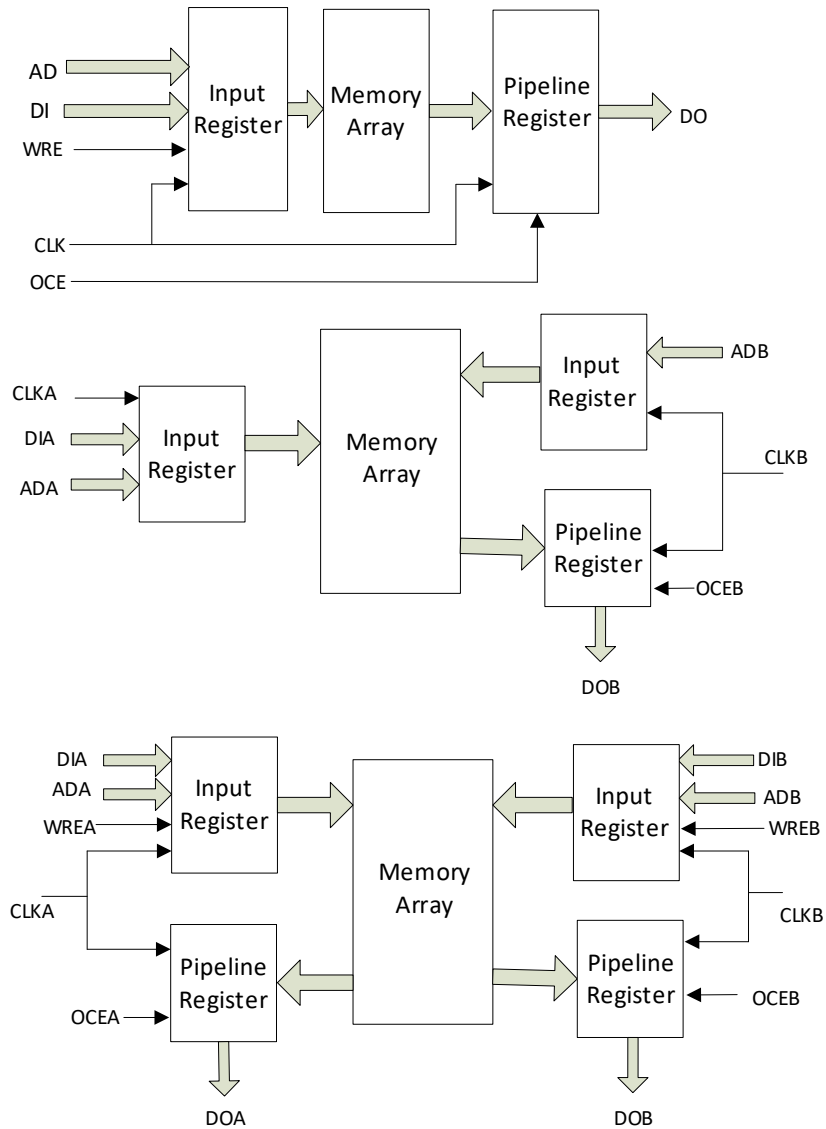 AD
DI
WRE
CLK
OCE
Input
Register
Memory
Array
Pipeline
Register
DO
CLKA
DIA
ADA
Input
Register
Memory
Array
Input
Register
ADB
CLKB
Pipeline
Register
OCEB
DOB
DIA
ADA
WREA
CLKA
OCEA
Input
Register
Pipeline
Register
DOA
Memory
Array
Input
Register
DIB
ADB
WREB
CLKB
Pipeline
Register
OCEB
DOB